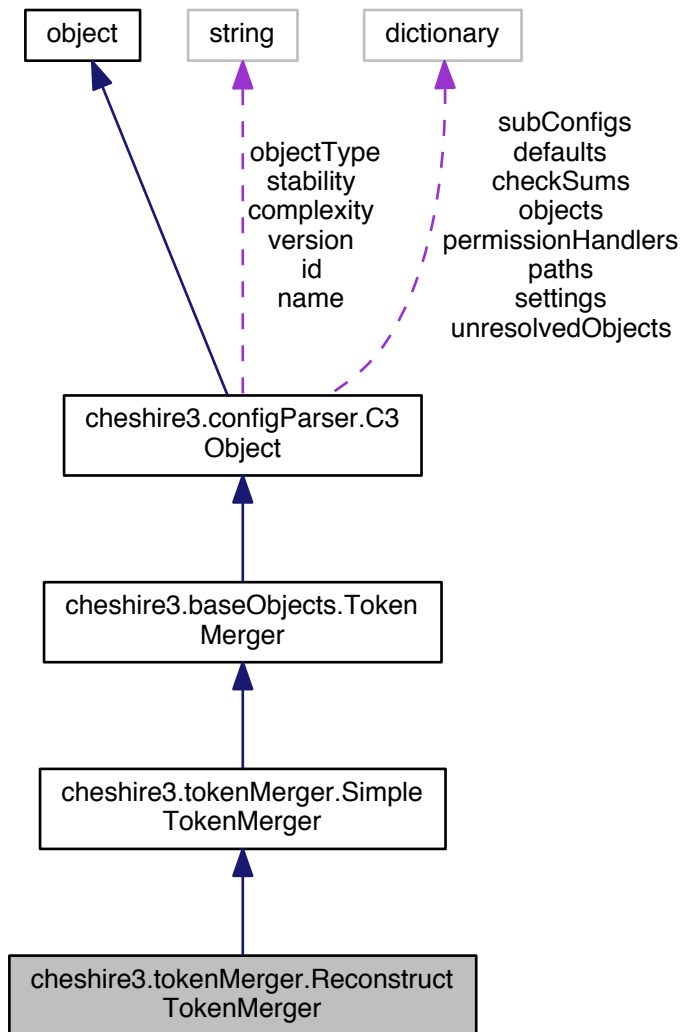 object
string
dictionary
objectType
stability
complexity
version
id
name
subConfigs
defaults
checkSums
objects
permissionHandlers
paths
settings
unresolvedObjects
cheshire3.configParser.C3
Object
cheshire3.baseObjects.Token
Merger
cheshire3.tokenMerger.Simple
TokenMerger
cheshire3.tokenMerger.Reconstruct
TokenMerger